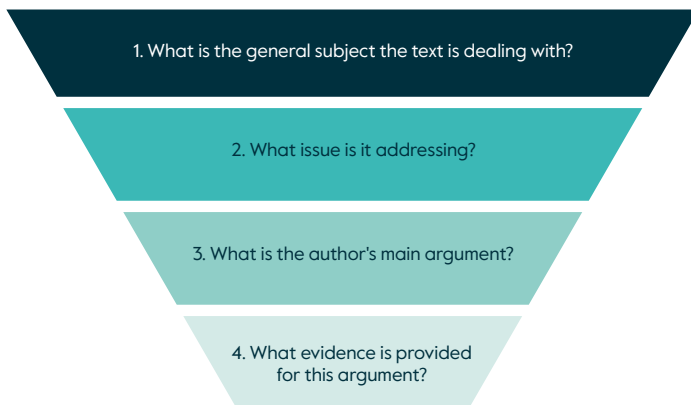 1. What is the general subject the text is dealing with?
2. What issue is it addressing?
3. What is the author's main argument?
4. What evidence is provided
for this argument?